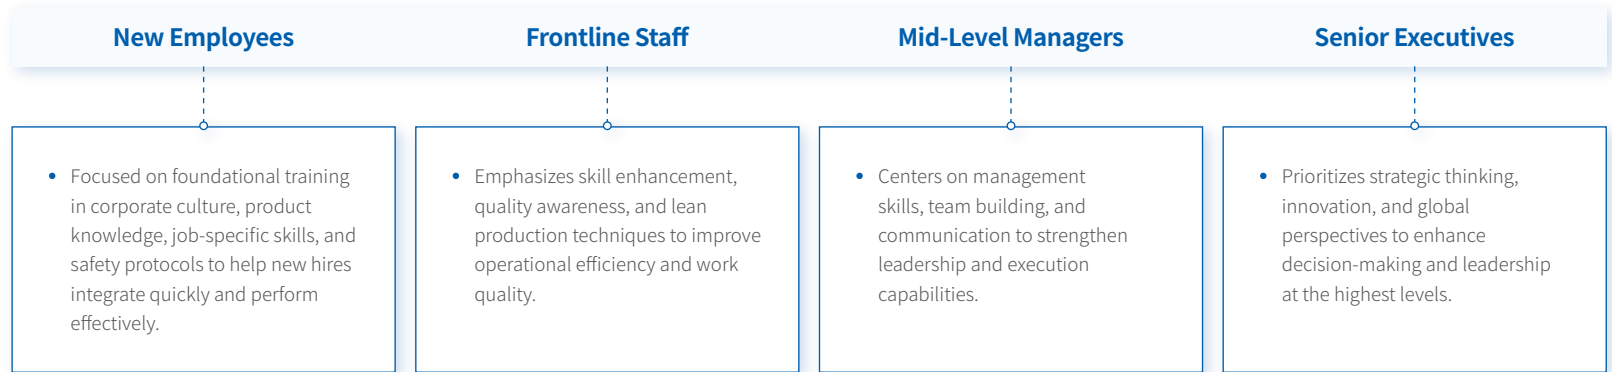 New Employees
Frontline Staff
Mid-Level Managers
Senior Executives
• Focused on foundational training
in corporate culture, product
knowledge, job-specific skills, and
safety protocols to help new hires
integrate quickly and perform
effectively.
• Emphasizes skill enhancement,
quality awareness, and lean
production techniques to improve
operational efficiency and work
quality.
• Centers on management
skills, team building, and
communication to strengthen
leadership and execution
capabilities.
• Prioritizes strategic thinking,
innovation, and global
perspectives to enhance
decision-making and leadership
at the highest levels.